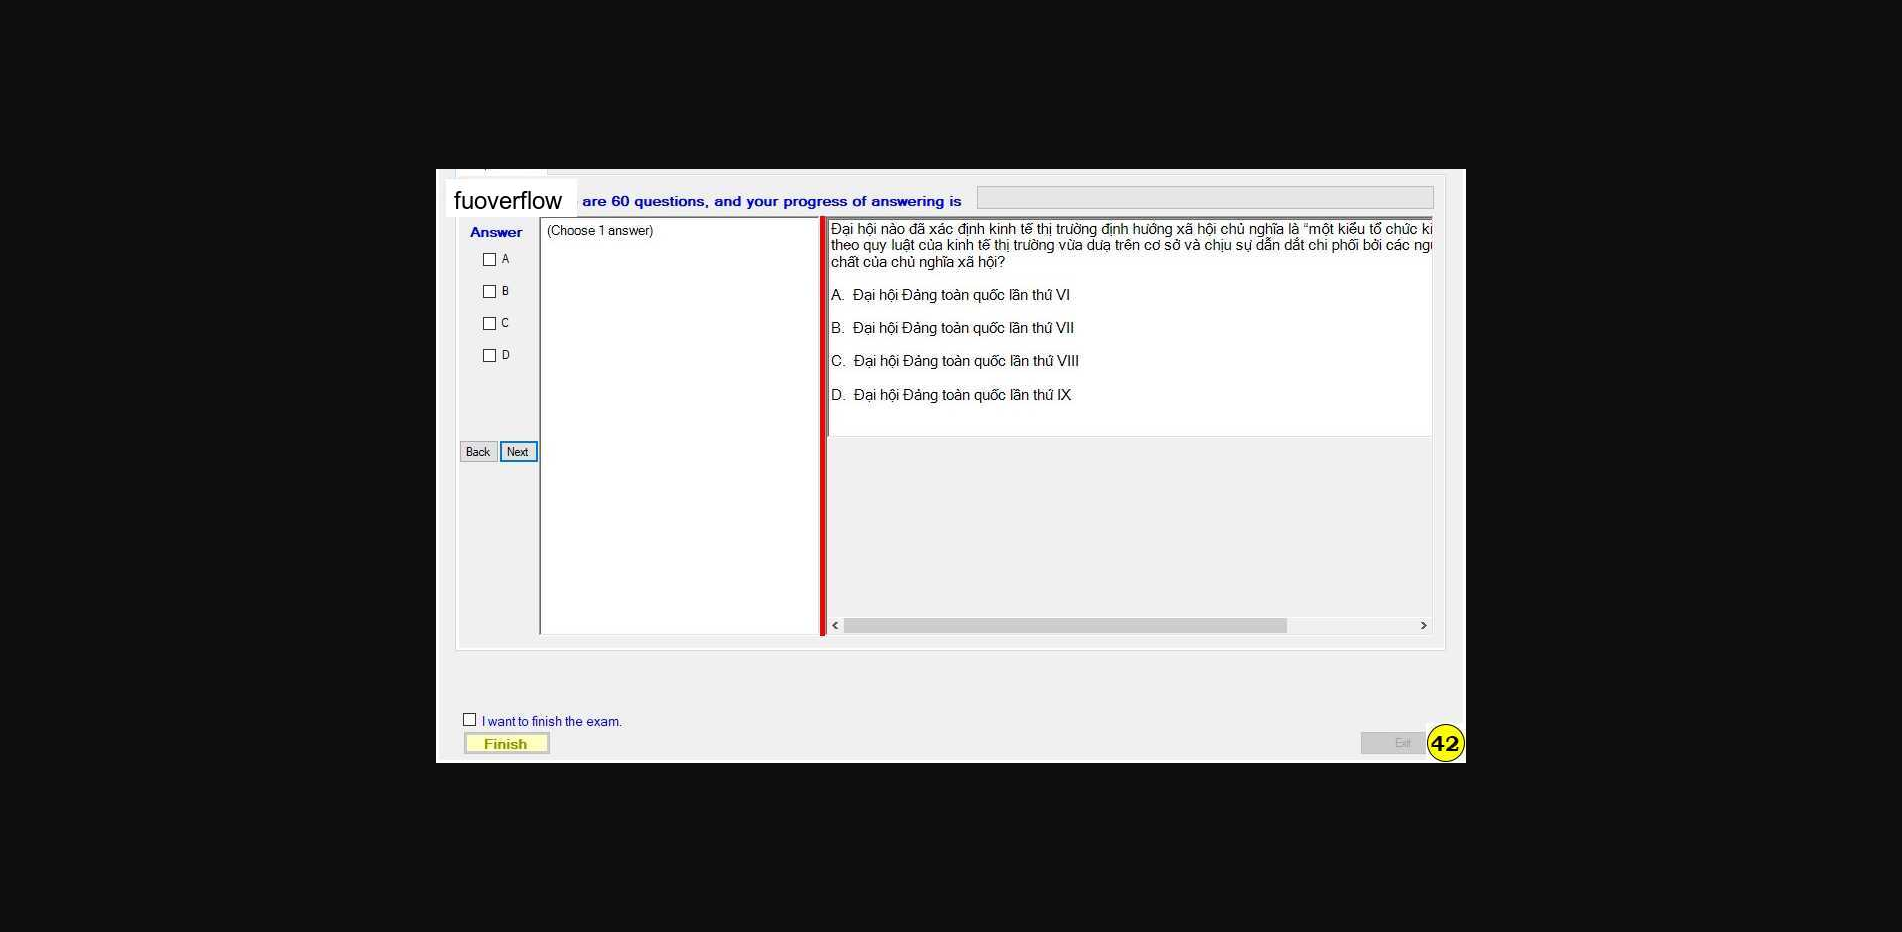 fuoverflow are 60 questions, and your progress of answering is
Answer
(Choose 1 answer)
A
B
C
D
Back Next
Đại hội nào đã xác định kinh tế thị trường định hướng xã hội chủ nghĩa là “một kiểu tổ chức
theo quy luật của kinh tế thị trường vừa dựa trên cơ sở và chịu sự dẫn dắt chi phối bởi các
chất của chủ nghĩa xã hội?
A. Đại hội Đảng toàn quốc lần thứ VI
B. Đại hội Đảng toàn quốc lần thứ VII
C. Đại hội Đảng toàn quốc lần thứ VIII
D. Đại hội Đảng toàn quốc lần thứ IX
I want to finish the exam.
Finish
Exit
42